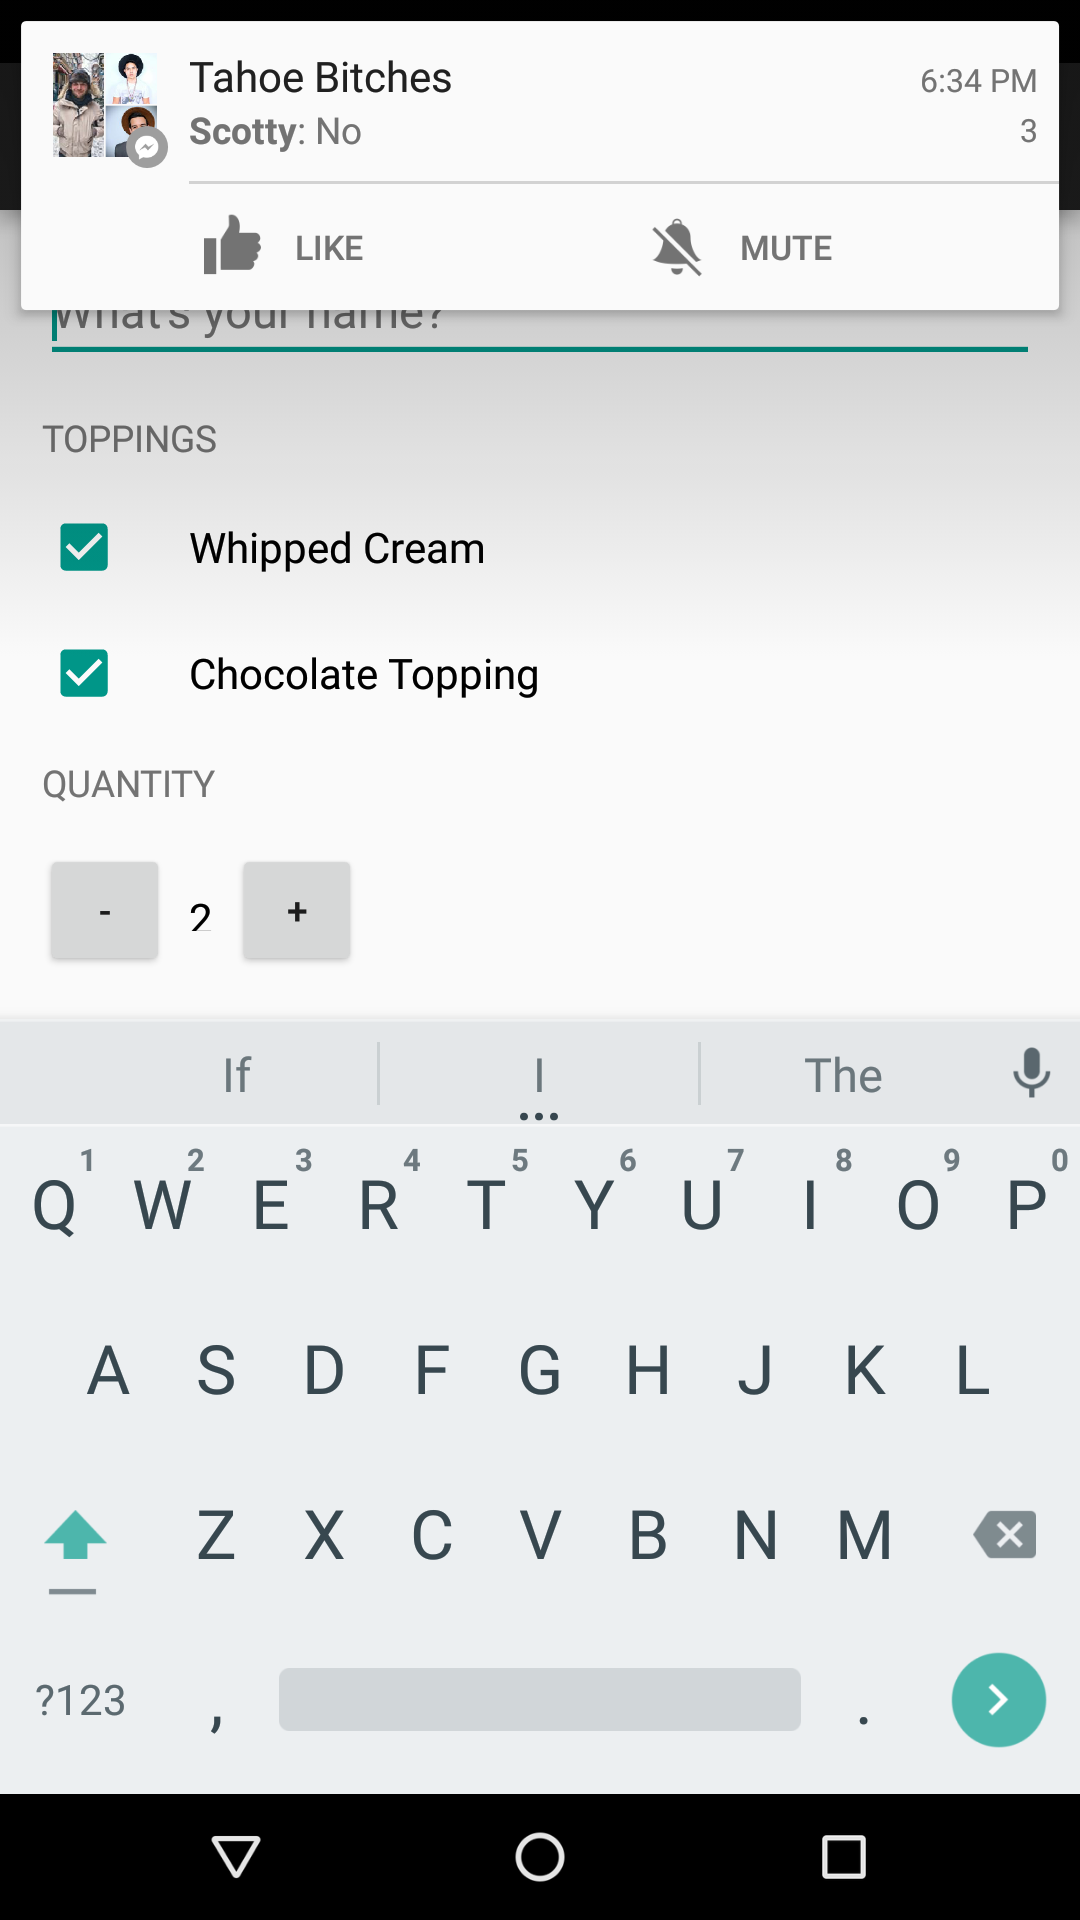 Tahoe Bitches 6:34 PM
Scotty: No 3
LIKE MUTE
What's your name?
TOPPINGS
Whipped Cream
Chocolate Topping
QUANTITY
- 2 +
If I The
1 2 3 4 5 6 7 8 9 0
Q W E R T Y U I O P
A S D F G H J K L
Z X C V B N M
?123 , .